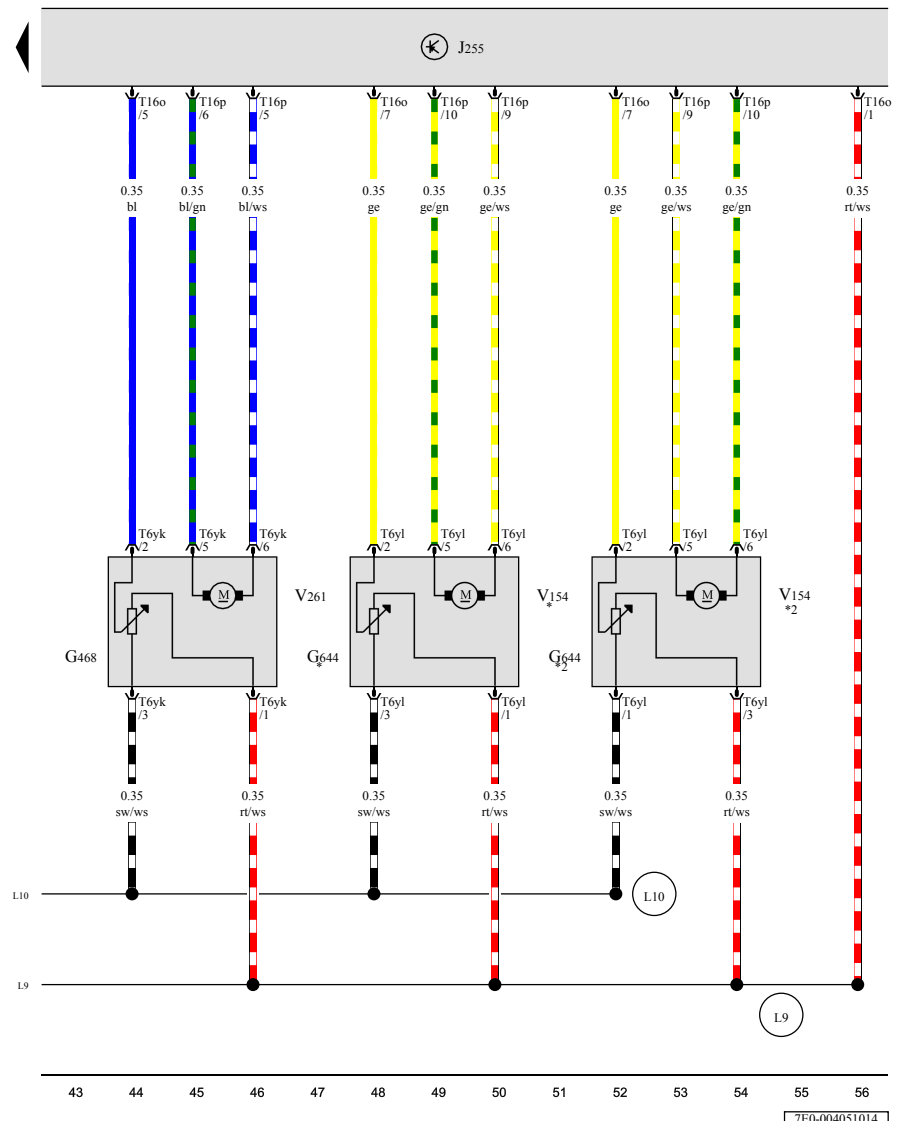 J255
T16o T16p T16p T16o T16p T16p T16o T16p T16p T16o
/5 /6 /5 /7 /10 /9 /7 /9 /10 /1
0.35 0.35 0.35 0.35 0.35 0.35 0.35 0.35 0.35 0.35
bl bl/gn bl/ws ge ge/gn ge/ws ge ge/ws ge/gn rt/ws
T6yk T6yk T6yk T6yl T6yl T6yl T6yl T6yl T6yl
/2 /5 /6 /2 /5 /6 /2 /5 /6
M V261 M V154 M V154
* *2
G468 G644 G644
* *2
T6yk T6yk T6yl T6yl T6yl T6yl
/3 /1 /3 /1 /1 /3
0.35 0.35 0.35 0.35 0.35 0.35
sw/ws rt/ws sw/ws rt/ws sw/ws rt/ws
L10 L10
L9
L9
43 44 45 46 47 48 49 50 51 52 53 54 55 56
7E0-004051014